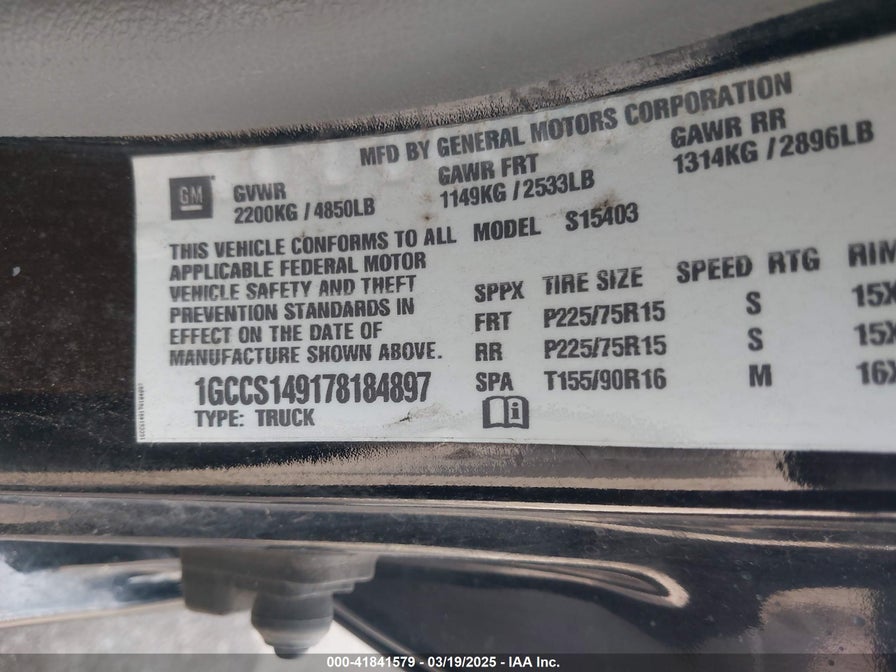 MFD BY GENERAL MOTORS CORPORATION
GM
GVWR
2200KG / 4850LB
GAWR FRT
1149KG / 2533LB
GAWR RR
1314KG / 2896LB
THIS VEHICLE CONFORMS TO ALL
APPLICABLE FEDERAL MOTOR
VEHICLE SAFETY AND THEFT
PREVENTION STANDARDS IN
EFFECT ON THE DATE OF
MANUFACTURE SHOWN ABOVE.
1GCCS149178184897
TYPE: TRUCK
MODEL S15403
SPPX TIRE SIZE SPEED RTG RIM
FRT P225/75R15 S 15X
RR P225/75R15 S 15X
SPA T155/90R16 M 16X
000-41841579 - 03/19/2025 - IAA Inc.